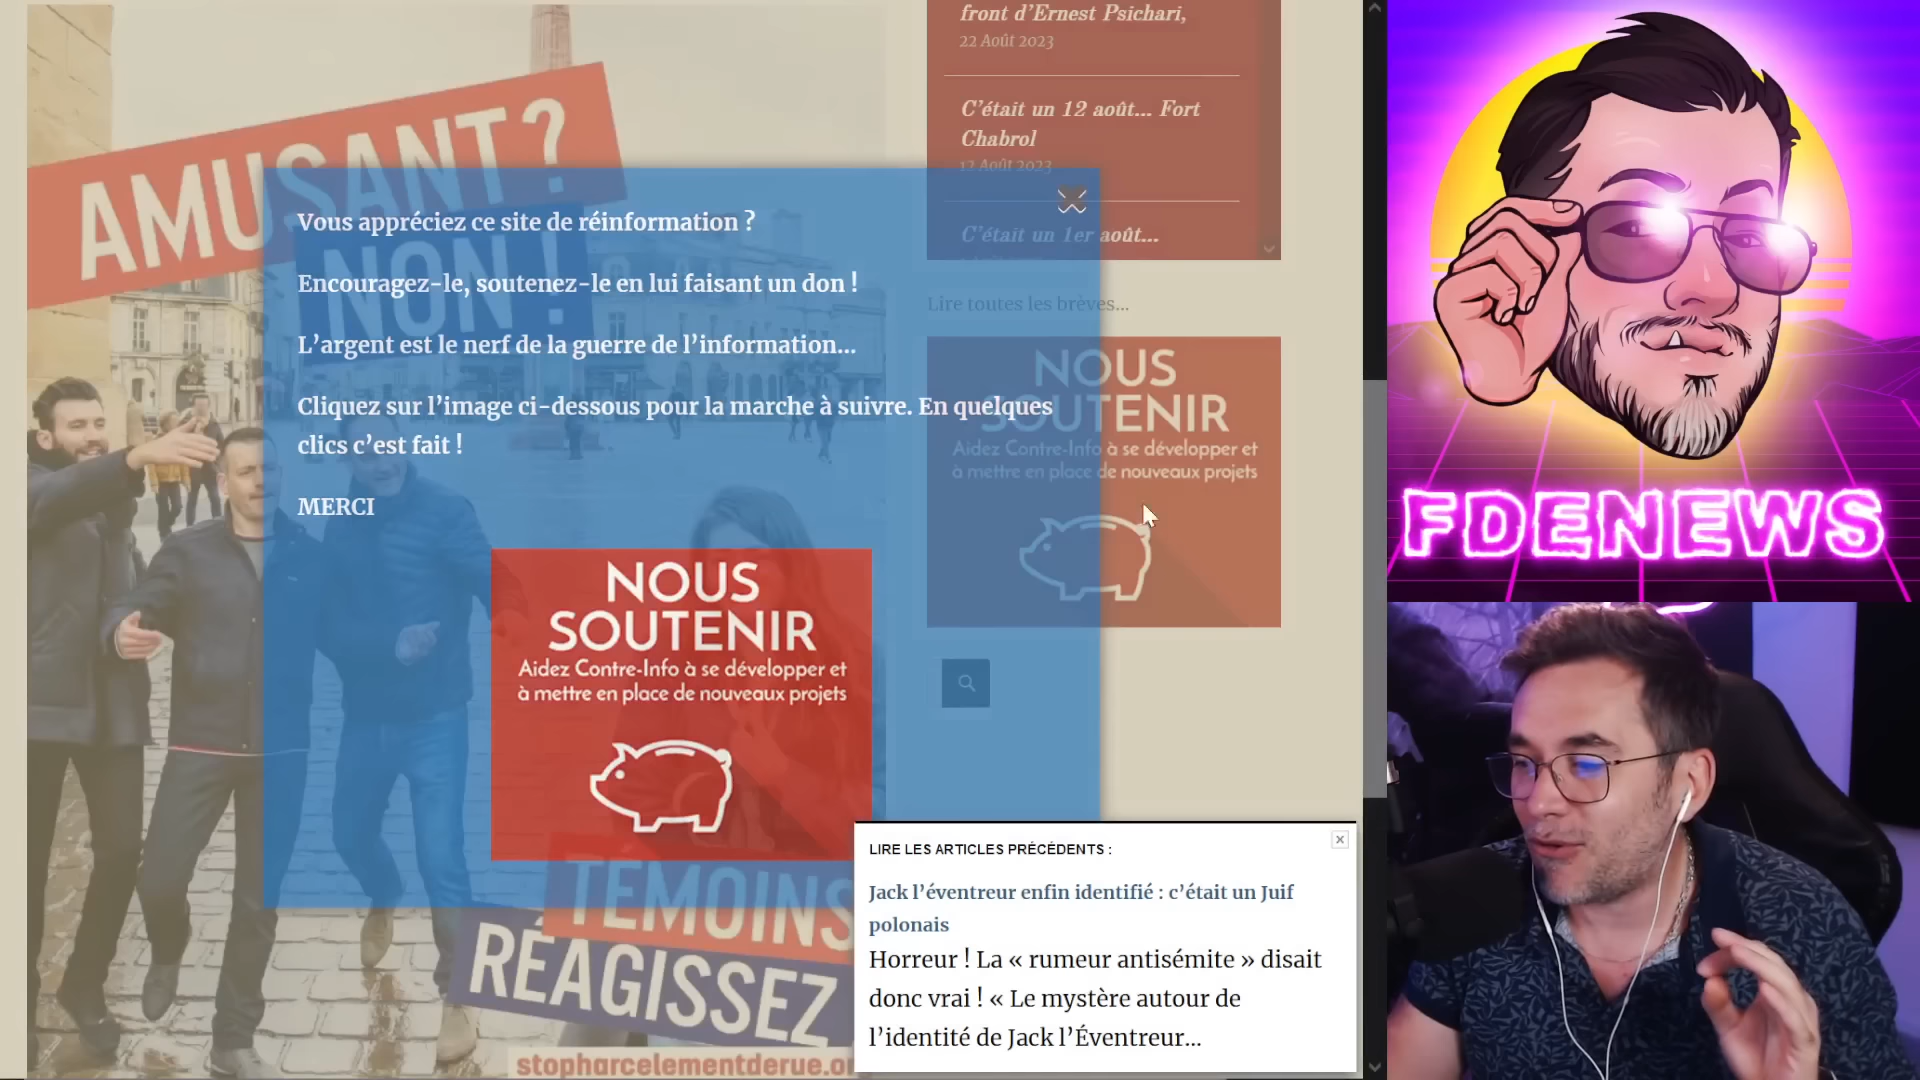 AMUSANT ?
NON !
Vous appréciez ce site de réinformation ?
Encouragez-le, soutenez-le en lui faisant un don !
L’argent est le nerf de la guerre de l’information...
Cliquez sur l’image ci-dessous pour la marche à suivre. En quelques
clics c’est fait !
MERCI
NOUS
SOUTENIR
Aidez Contre-Info à se développer et
à mettre en place de nouveaux projets
TÉMOINS
RÉAGISSEZ
stopharcelementderue.o
front d’Ernest Psichari,
22 Août 2023
C’était un 12 août... Fort
Chabrol
12 Août 2023
C’était un 1er août...
Lire toutes les brèves...
NOUS
SOUTENIR
Aidez Contre-Info à se développer et
à mettre en place de nouveaux projets
LIRE LES ARTICLES PRÉCÉDENTS :
Jack l’éventreur enfin identifié : c’était un Juif
polonais
Horreur ! La « rumeur antisémite » disait
donc vrai ! « Le mystère autour de
l’identité de Jack l’Éventreur...
FDENEWS